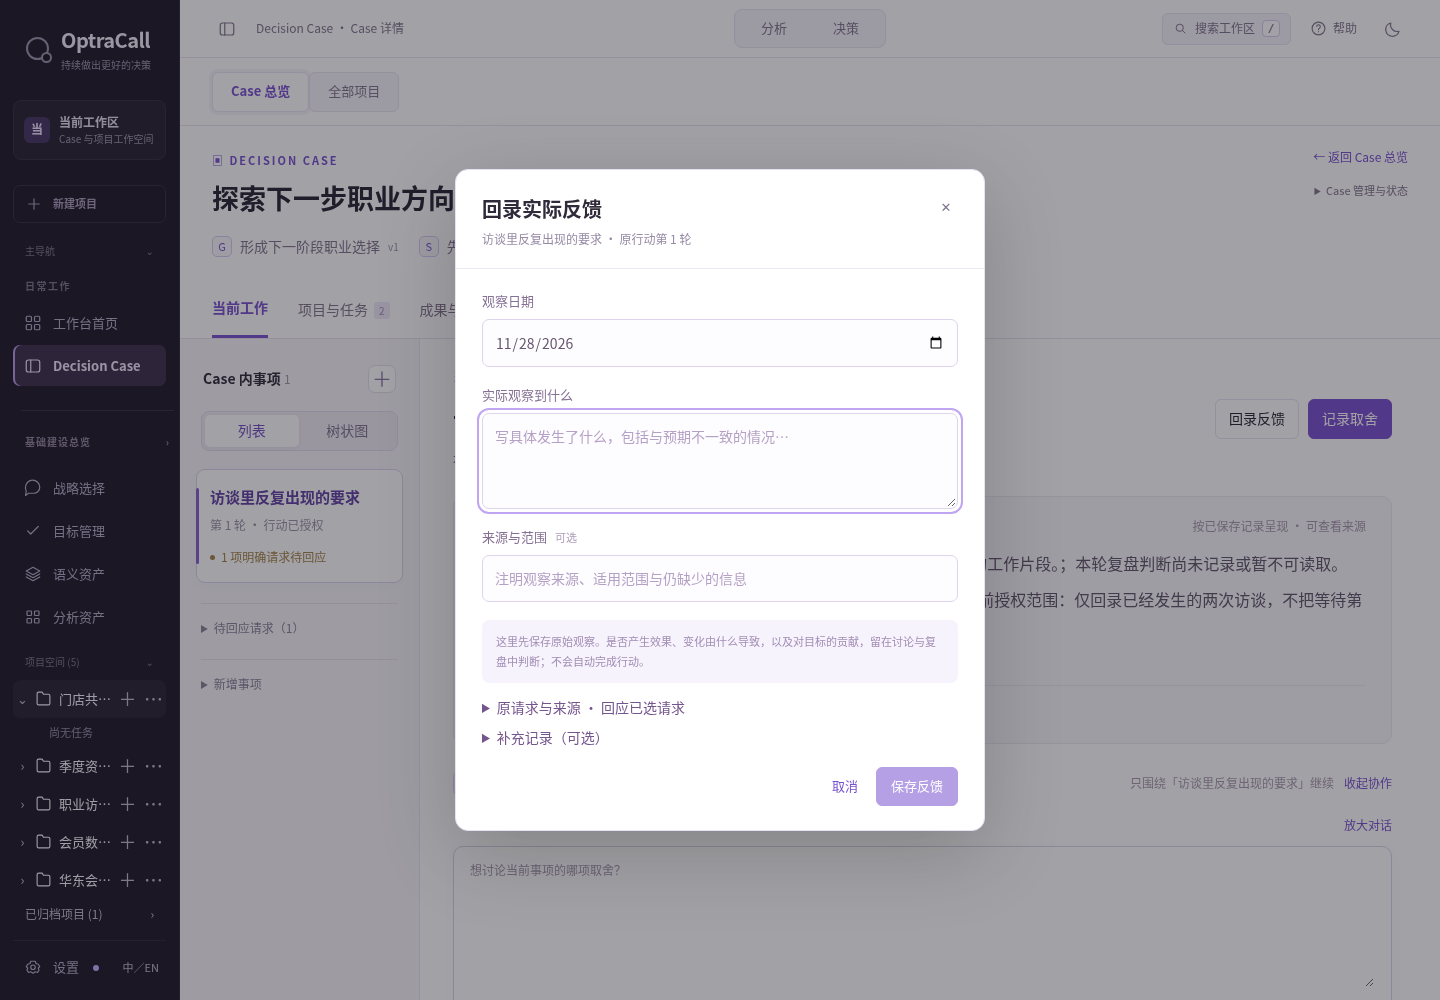 OptraCall
持续做出更好的决策
当
当前工作区
Case 与项目工作空间
新建项目
主导航
日常工作
工作台首页
Decision Case
基础建设总览
战略选择
目标管理
语义资产
分析资产
项目空间 (5)
门店共…
尚无任务
季度资…
职业访…
会员数…
华东会…
已归档项目 (1)
设置
中／EN
Decision Case · Case 详情
分析
决策
搜索工作区 /
帮助
Case 总览
全部项目
DECISION CASE
← 返回 Case 总览
探索下一步职业方向
Case 管理与状态
G 形成下一阶段职业选择 v1
S
当前工作
项目与任务 2
Case 内事项 1
列表
树状图
访谈里反复出现的要求
第 1 轮 · 行动已授权
1 项明确请求待回应
待回应请求（1）
新增事项
回录反馈
记录取舍
按已保存记录呈现 · 可查看来源
工作片段。；本轮复盘判断尚未记录或暂不可读取。
前授权范围：仅回录已经发生的两次访谈，不把等待第
只围绕「访谈里反复出现的要求」继续
收起协作
放大对话
想讨论当前事项的哪项取舍？
回录实际反馈
×
访谈里反复出现的要求 · 原行动第 1 轮
观察日期
11/28/2026
实际观察到什么
写具体发生了什么，包括与预期不一致的情况…
来源与范围 可选
注明观察来源、适用范围与仍缺少的信息
这里先保存原始观察。是否产生效果、变化由什么导致，以及对目标的贡献，留在讨论与复
盘中判断；不会自动完成行动。
原请求与来源 · 回应已选请求
补充记录（可选）
取消
保存反馈